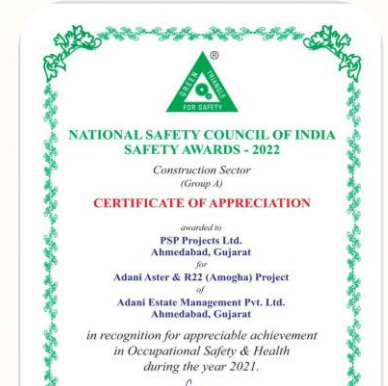 GREEN TRIANGLE
®
FOR SAFETY
NATIONAL SAFETY COUNCIL OF INDIA
SAFETY AWARDS - 2022
Construction Sector
(Group A)
CERTIFICATE OF APPRECIATION
awarded to
PSP Projects Ltd.
Ahmedabad, Gujarat
for
Adani Aster & R22 (Amogha) Project
of
Adani Estate Management Pvt. Ltd.
Ahmedabad, Gujarat
in recognition for appreciable achievement
in Occupational Safety & Health
during the year 2021.